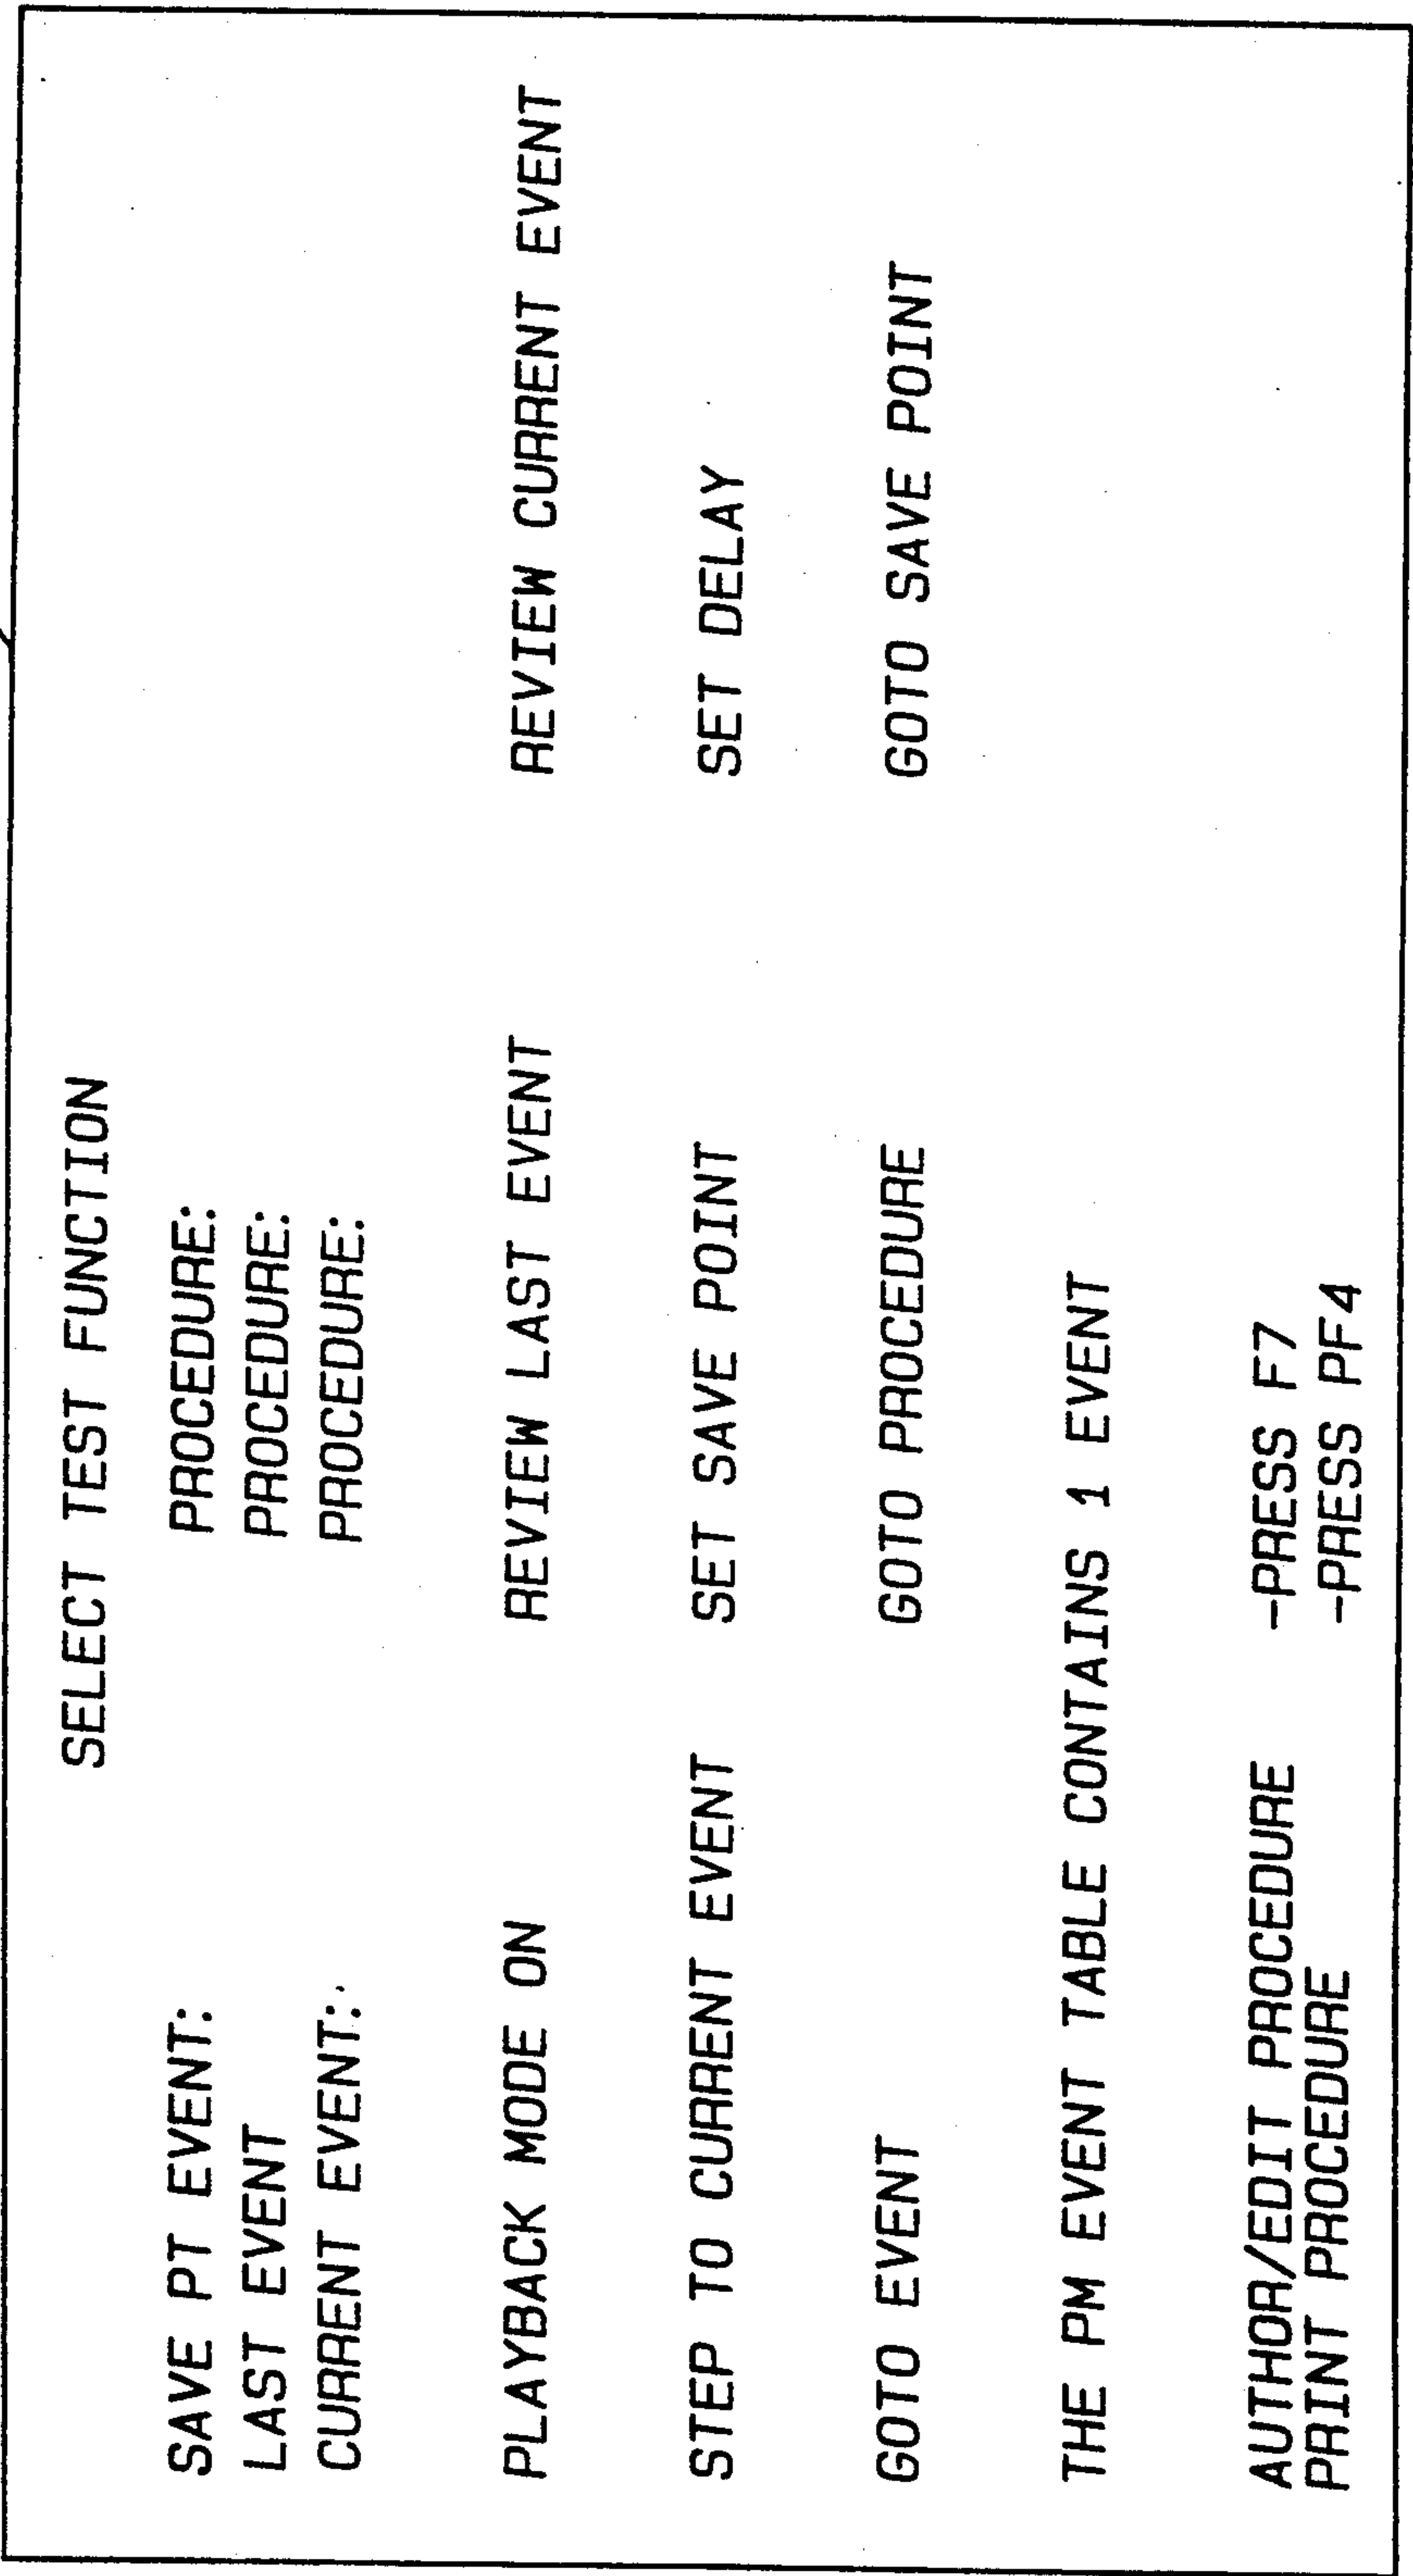 SELECT TEST FUNCTION
SAVE PT EVENT: PROCEDURE:
LAST EVENT PROCEDURE:
CURRENT EVENT: PROCEDURE:
PLAYBACK MODE ON REVIEW LAST EVENT REVIEW CURRENT EVENT
STEP TO CURRENT EVENT SET SAVE POINT SET DELAY
GOTO EVENT GOTO PROCEDURE GOTO SAVE POINT
THE PM EVENT TABLE CONTAINS 1 EVENT
AUTHOR/EDIT PROCEDURE -PRESS F7
PRINT PROCEDURE -PRESS PF4